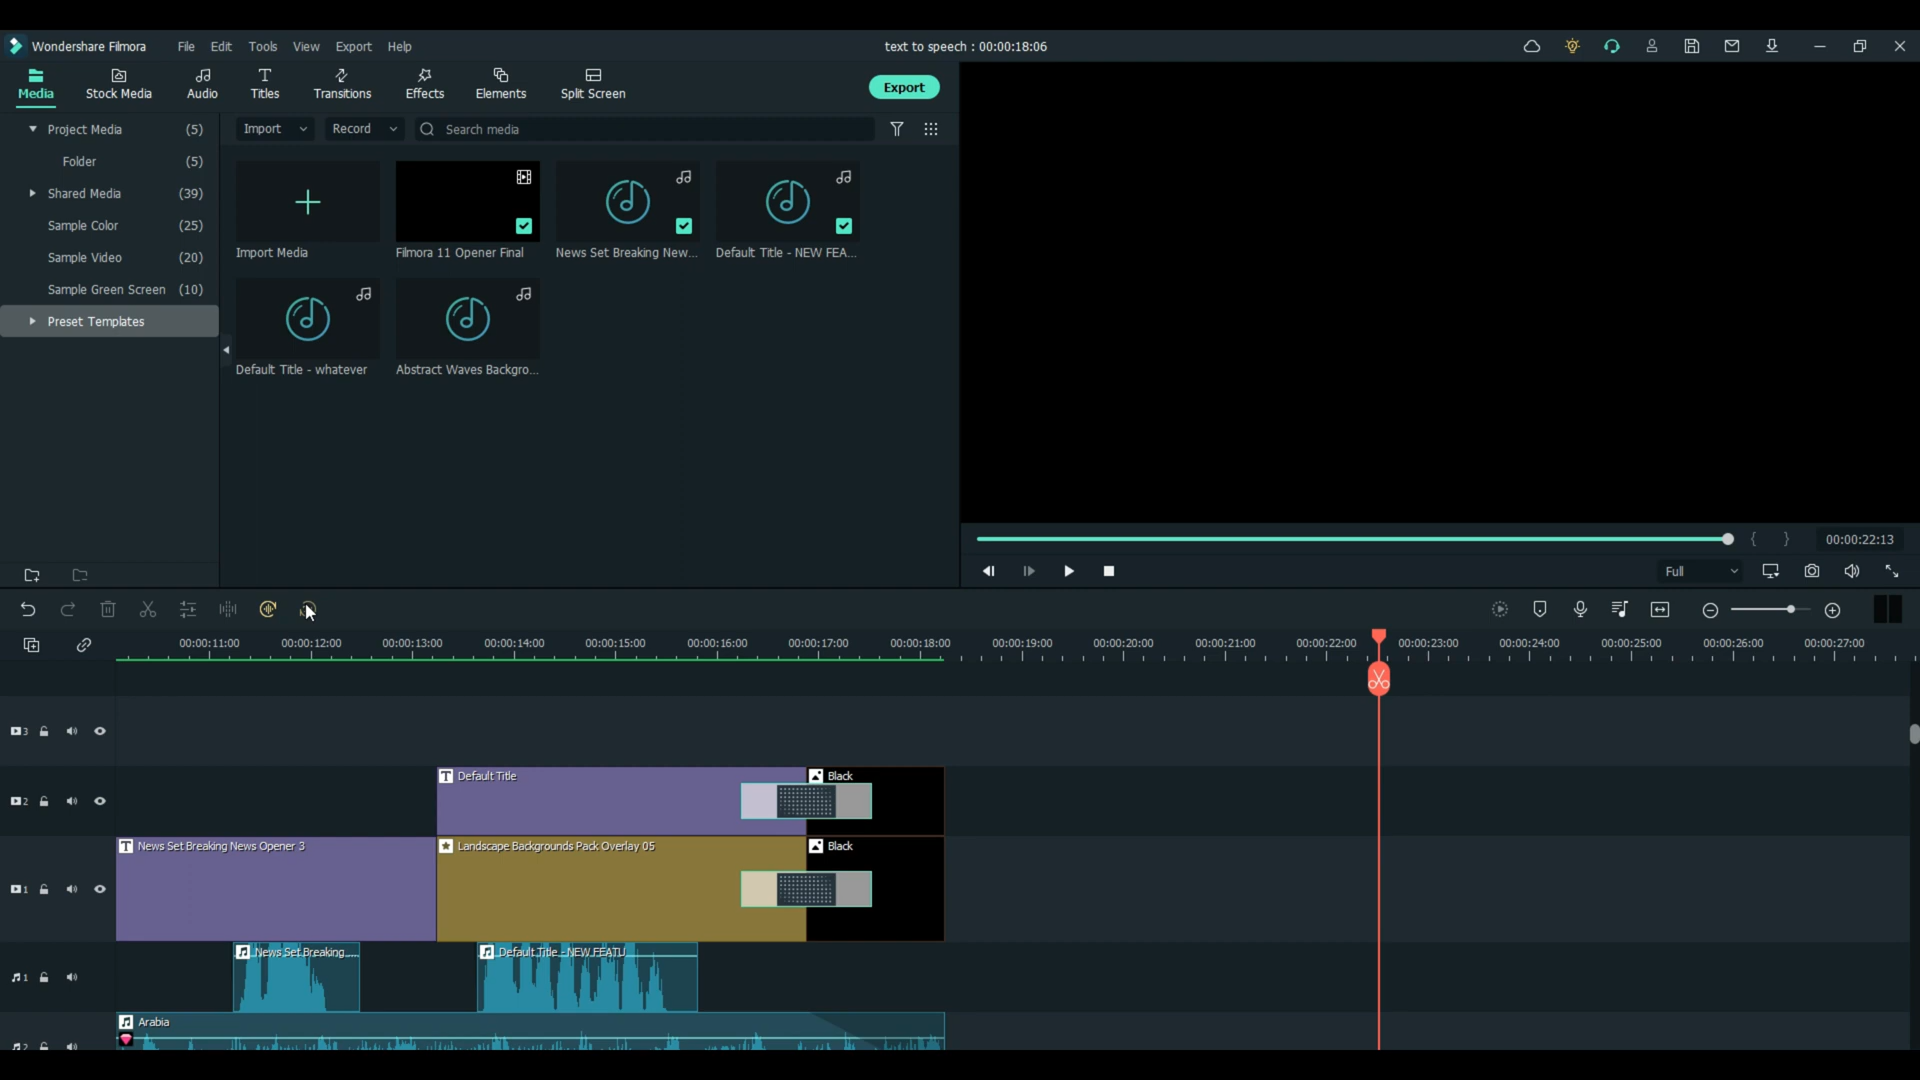 Wondershare Filmora File Edit Tools View Export Help text to speech : 00:00:18:06
Media Stock Media Audio Titles Transitions Effects Elements Split Screen Export
Project Media (5) Import Record Search media
Folder (5)
Shared Media (39)
Sample Color (25)
Sample Video (20)
Sample Green Screen (10)
Preset Templates
Import Media Filmora 11 Opener Final News Set Breaking New... Default Title - NEW FEA...
Default Title - whatever Abstract Waves Backgro...
{ } 00:00:22:13
Full
00:00:11:00 00:00:12:00 00:00:13:00 00:00:14:00 00:00:15:00 00:00:16:00 00:00:17:00 00:00:18:00 00:00:19:00 00:00:20:00 00:00:21:00 00:00:22:00 00:00:23:00 00:00:24:00 00:00:25:00 00:00:26:00 00:00:27:00
3
2 T Default Title Black
T News Set Breaking News Opener 3 Landscape Backgrounds Pack Overlay 05 Black
1
News Set Breaking ... Default Title - NEW FEATU
1
Arabia
2